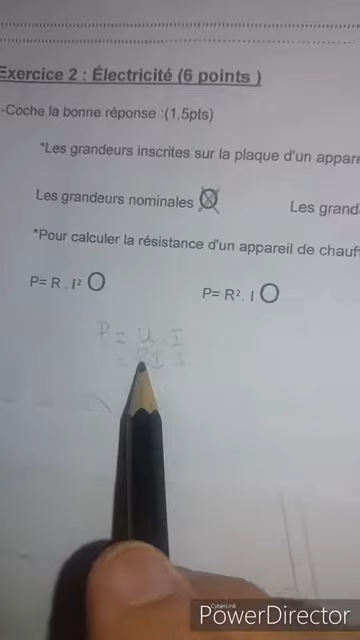 Exercice 2 : Électricité (6 points )
-Coche la bonne réponse :(1,5pts)
*Les grandeurs inscrites sur la plaque d'un appare
Les grandeurs nominales Les grand
*Pour calculer la résistance d'un appareil de chauf
P= R . I² P= R². I
P = U . I
= RI I
CyberLink
PowerDirector